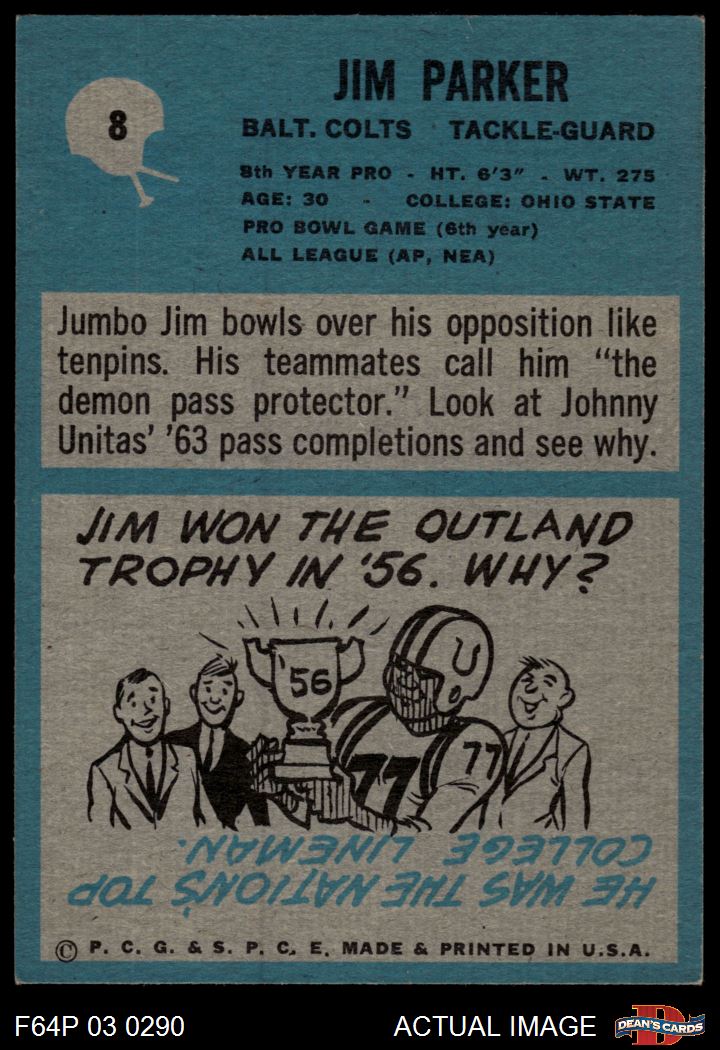 8
JIM PARKER
BALT. COLTS · TACKLE-GUARD
8th YEAR PRO - HT. 6'3" - WT. 275
AGE: 30 - COLLEGE: OHIO STATE
PRO BOWL GAME (6th year)
ALL LEAGUE (AP, NEA)
Jumbo Jim bowls over his opposition like
tenpins. His teammates call him “the
demon pass protector.” Look at Johnny
Unitas’ ’63 pass completions and see why.
JIM WON THE OUTLAND
TROPHY IN '56. WHY?
'56
77
77
HE WAS THE NATION'S TOP
COLLEGE LINEMAN.
© P. C. G. & S. P. C. E. MADE & PRINTED IN U.S.A.
F64P 03 0290
ACTUAL IMAGE
D
DEAN'S CARDS